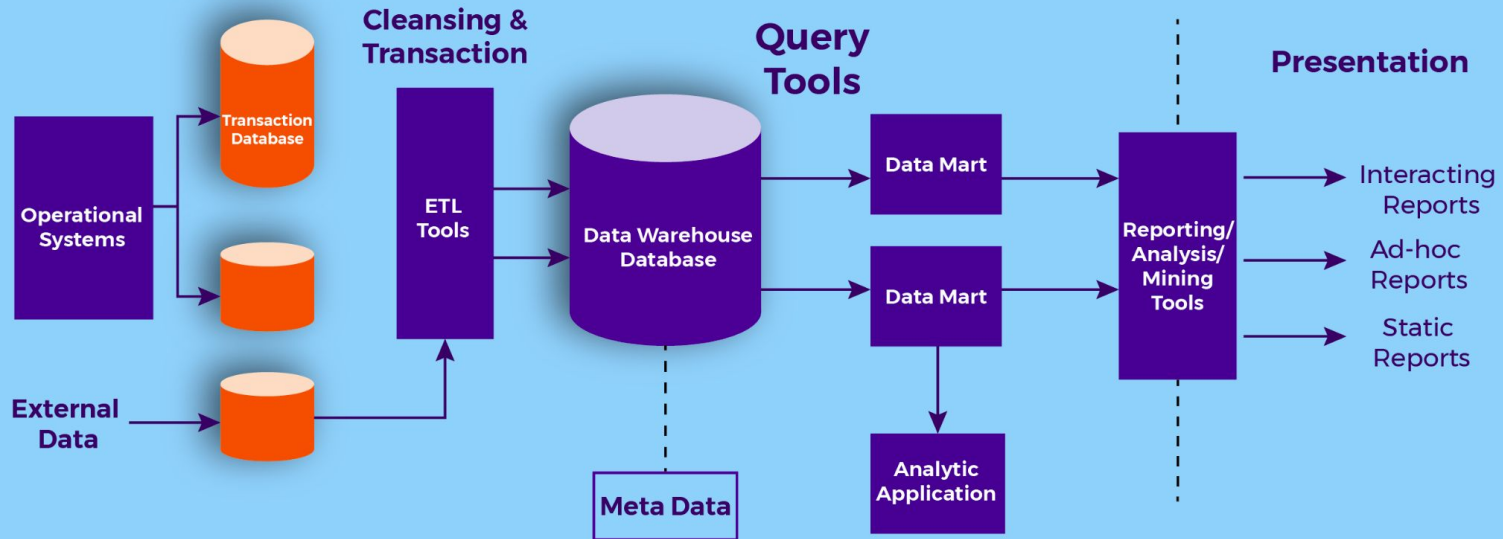 Cleansing &
Transaction
Query
Tools
Presentation
Transaction
Database
Operational
Systems
ETL
Tools
Data Warehouse
Database
Data Mart
Data Mart
Reporting/
Analysis/
Mining
Tools
Interacting
Reports
Ad-hoc
Reports
Static
Reports
External
Data
Meta Data
Analytic
Application